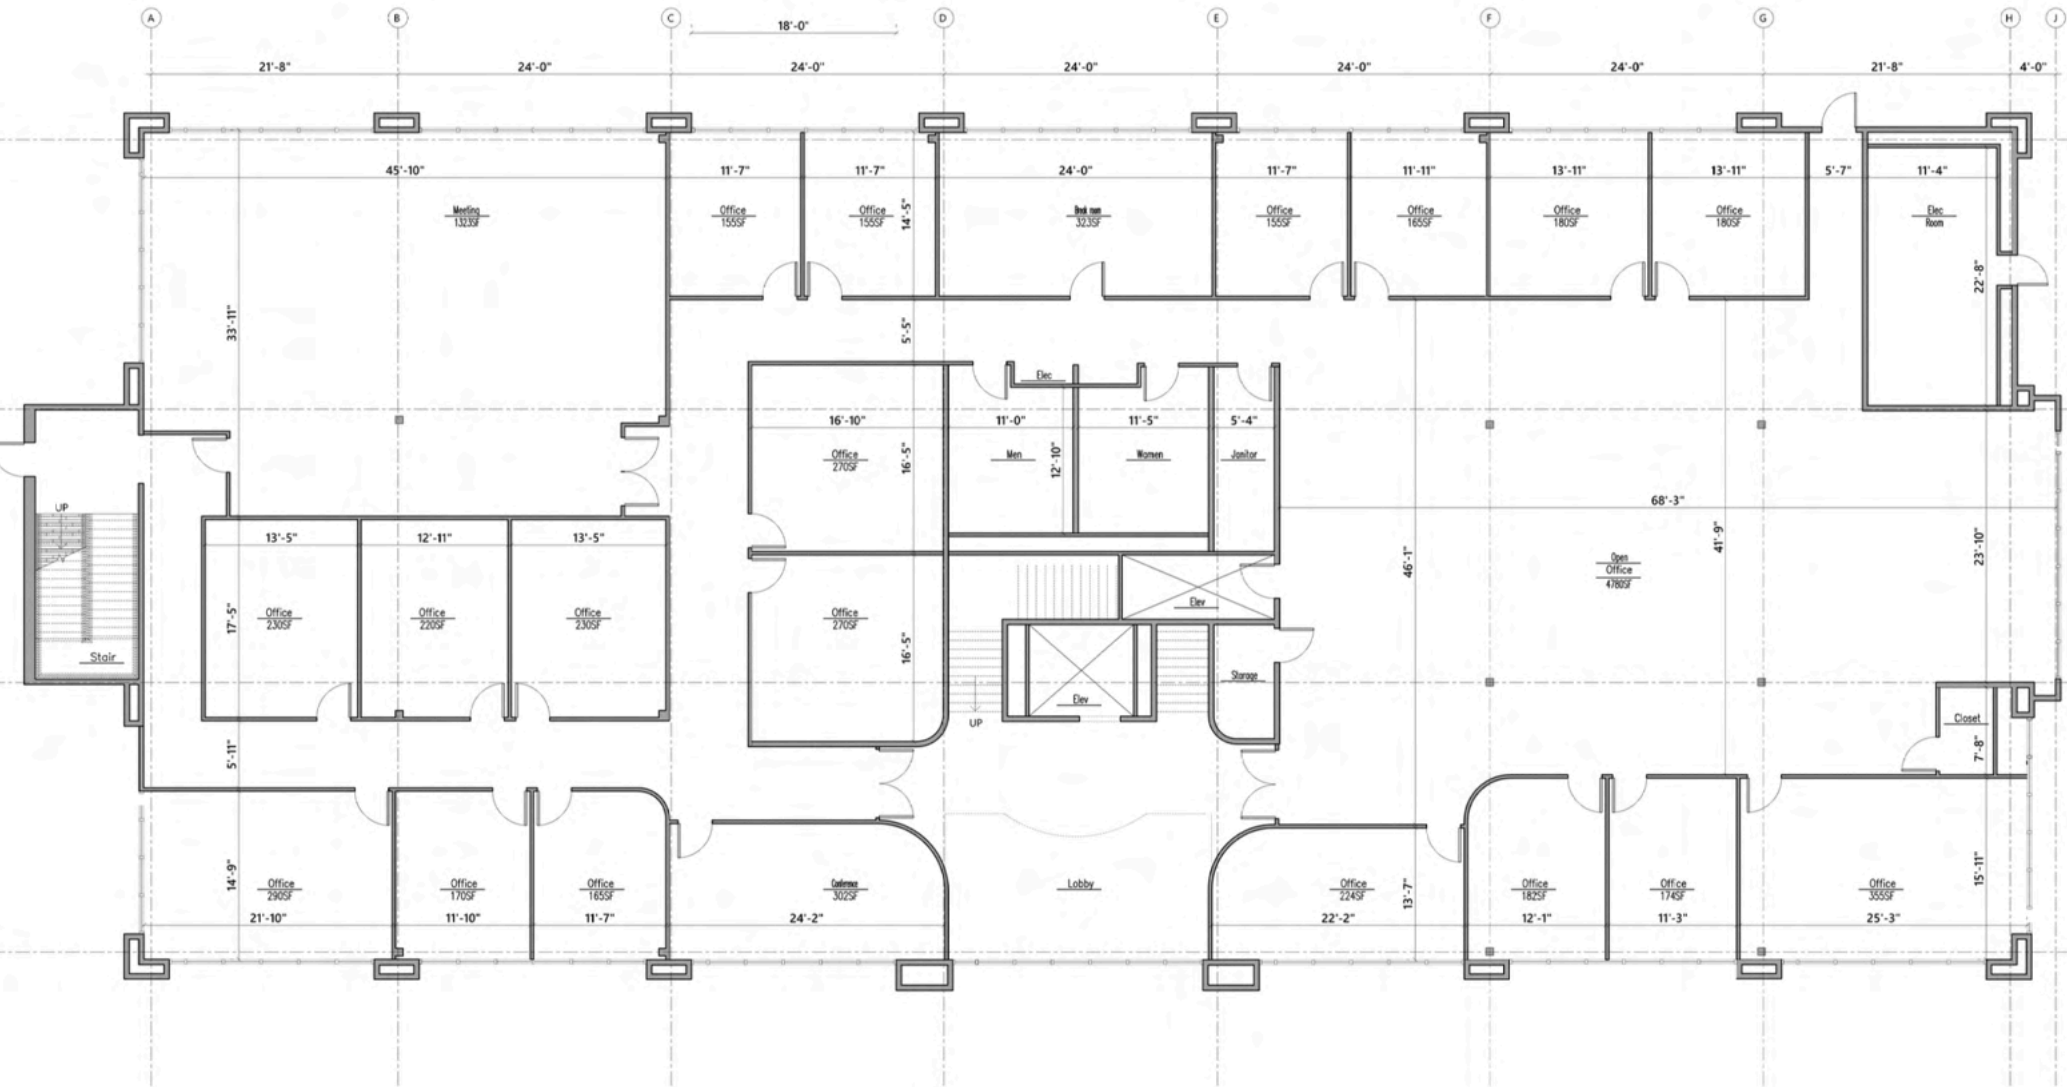 A
B
C
D
E
F
G
H
J
18'-0"
21'-8"
24'-0"
24'-0"
24'-0"
24'-0"
24'-0"
21'-8"
4'-0"
45'-10"
11'-7"
11'-7"
24'-0"
11'-7"
11'-11"
13'-11"
13'-11"
5'-7"
11'-4"
Meeting
1323SF
Office
155SF
Office
155SF
14'-5"
Break room
323SF
Office
155SF
Office
165SF
Office
180SF
Office
180SF
Elec
Room
22'-8"
33'-11"
5'-5"
Elec
16'-10"
11'-0"
11'-5"
5'-4"
Office
270SF
16'-5"
Men
12'-10"
Women
Janitor
68'-3"
UP
13'-5"
12'-11"
13'-5"
46'-1"
41'-9"
23'-10"
Open
Office
4780SF
Office
230SF
17'-5"
Office
220SF
Office
230SF
Office
270SF
16'-5"
Elev
Stair
Storage
Elev
UP
Closet
7'-8"
5'-11"
Office
290SF
14'-9"
Office
170SF
Office
165SF
Conference
302SF
Lobby
Office
224SF
13'-7"
Office
182SF
Office
174SF
Office
355SF
15'-11"
21'-10"
11'-10"
11'-7"
24'-2"
22'-2"
12'-1"
11'-3"
25'-3"